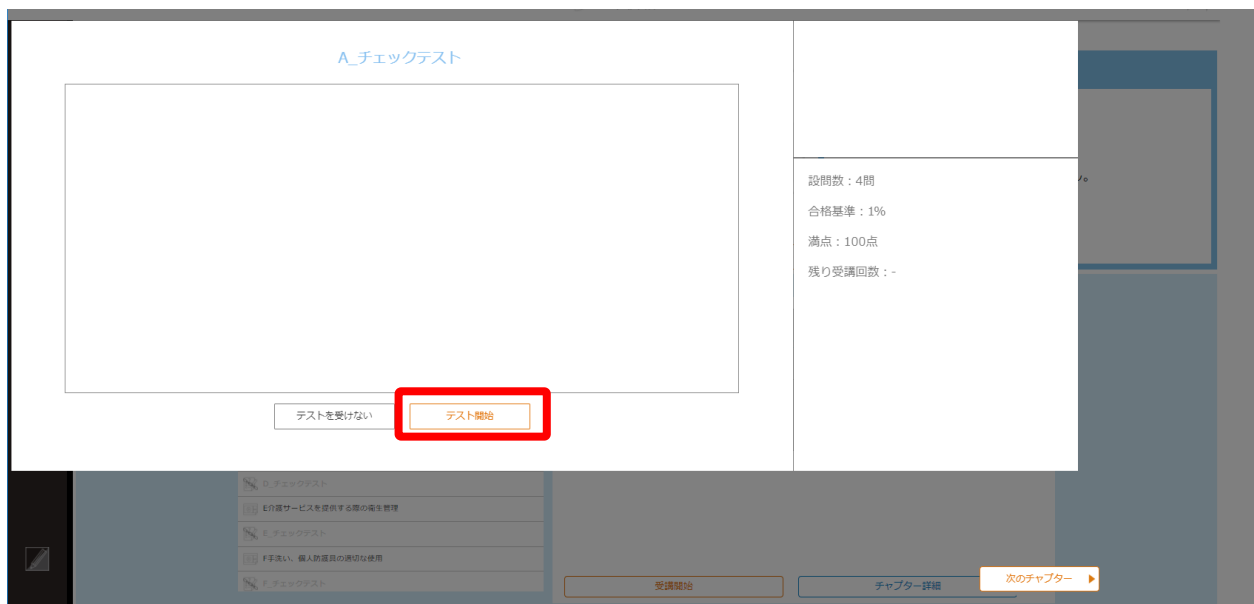 A_チェックテスト
設問数：4問
合格基準：1%
満点：100点
残り受講回数：-
ん。
テストを受けない
テスト開始
D_チェックテスト
E介護サービスを提供する際の衛生管理
E_チェックテスト
F手洗い、個人防護具の適切な使用
F_チェックテスト
受講開始
チャプター詳細
次のチャプター